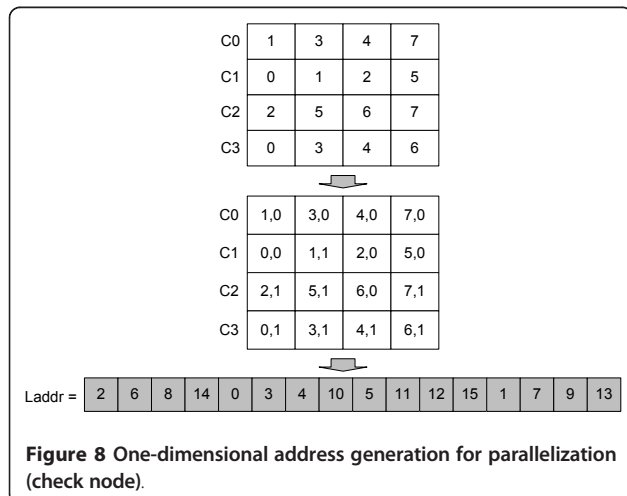 C0 1 3 4 7
C1 0 1 2 5
C2 2 5 6 7
C3 0 3 4 6
C0 1,0 3,0 4,0 7,0
C1 0,0 1,1 2,0 5,0
C2 2,1 5,1 6,0 7,1
C3 0,1 3,1 4,1 6,1
Laddr = 2 6 8 14 0 3 4 10 5 11 12 15 1 7 9 13
Figure 8 One-dimensional address generation for parallelization
(check node).